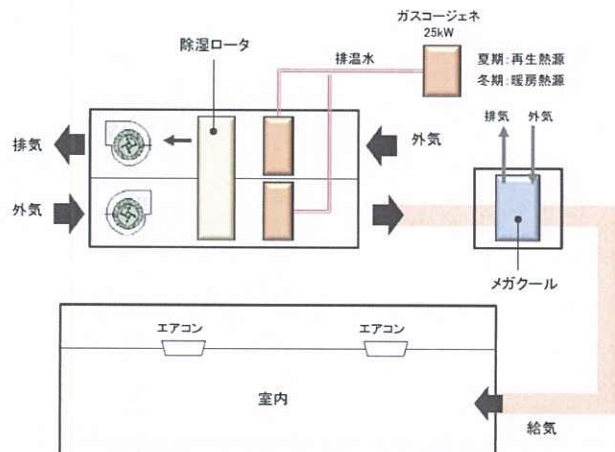 ガスコージェネ
25kW
除湿ロータ
排温水
夏期:再生熱源
冬期:暖房熱源
排気
外気
排気
外気
外気
メガクール
エアコン
エアコン
室内
給気